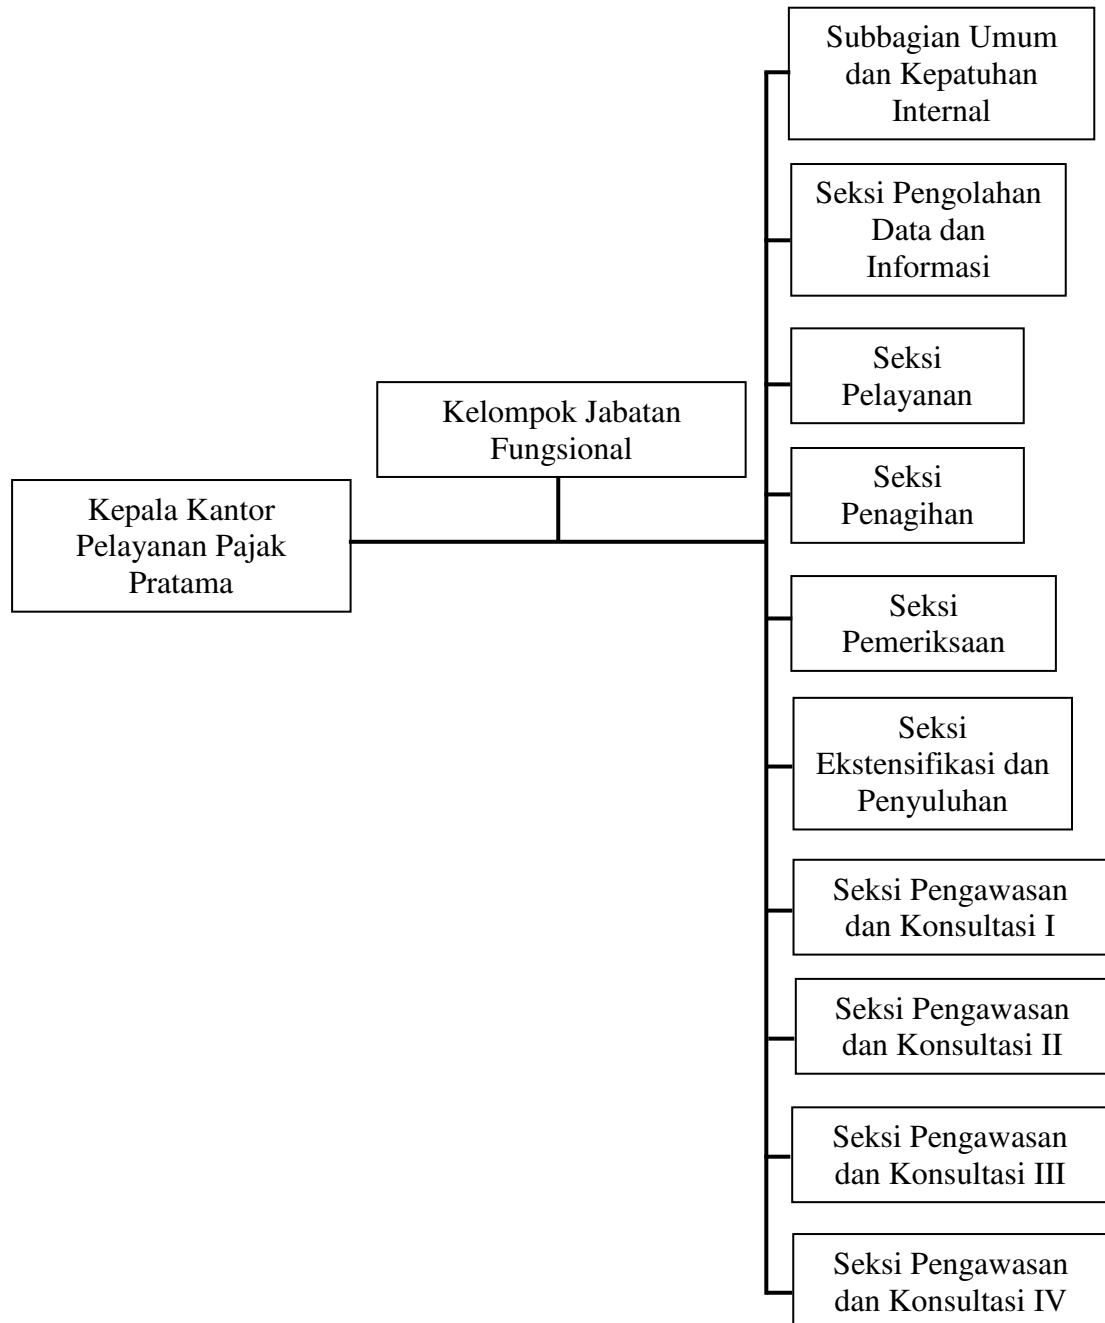 Subbagian Umum
dan Kepatuhan
Internal
Seksi Pengolahan
Data dan
Informasi
Seksi
Pelayanan
Kelompok Jabatan
Fungsional
Seksi
Penagihan
Kepala Kantor
Pelayanan Pajak
Pratama
Seksi
Pemeriksaan
Seksi
Ekstensifikasi dan
Penyuluhan
Seksi Pengawasan
dan Konsultasi I
Seksi Pengawasan
dan Konsultasi II
Seksi Pengawasan
dan Konsultasi III
Seksi Pengawasan
dan Konsultasi IV